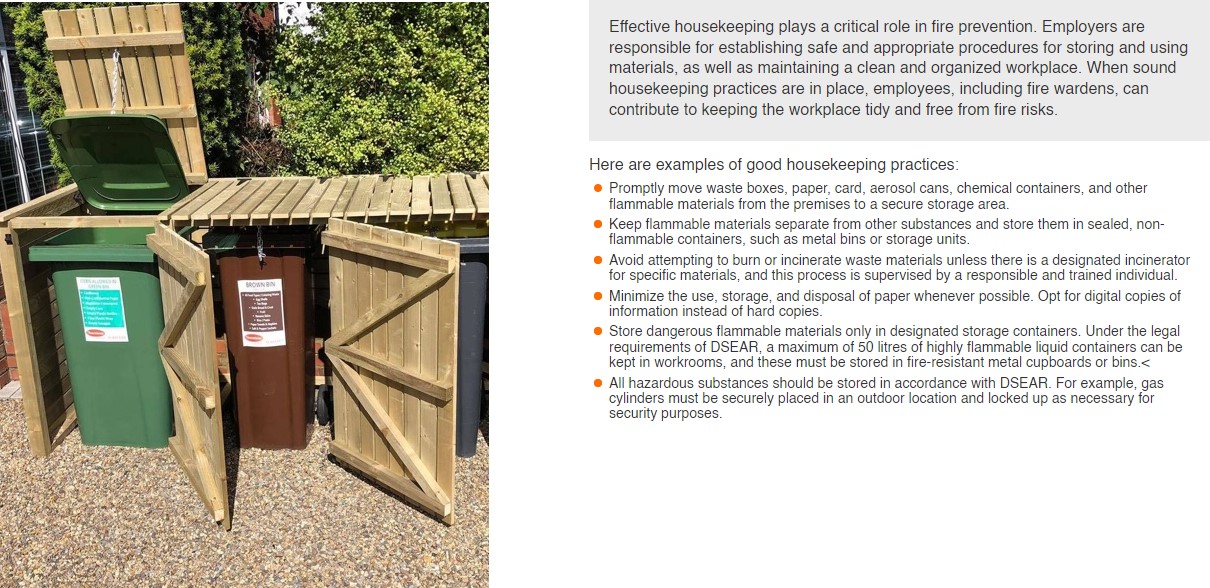 Effective housekeeping plays a critical role in fire prevention. Employers are
responsible for establishing safe and appropriate procedures for storing and using
materials, as well as maintaining a clean and organized workplace. When sound
housekeeping practices are in place, employees, including fire wardens, can
contribute to keeping the workplace tidy and free from fire risks.
Here are examples of good housekeeping practices:
Promptly move waste boxes, paper, card, aerosol cans, chemical containers, and other
flammable materials from the premises to a secure storage area.
Keep flammable materials separate from other substances and store them in sealed, non-
flammable containers, such as metal bins or storage units.
Avoid attempting to burn or incinerate waste materials unless there is a designated incinerator
for specific materials, and this process is supervised by a responsible and trained individual.
Minimize the use, storage, and disposal of paper whenever possible. Opt for digital copies of
information instead of hard copies.
Store dangerous flammable materials only in designated storage containers. Under the legal
requirements of DSEAR, a maximum of 50 litres of highly flammable liquid containers can be
kept in workrooms, and these must be stored in fire-resistant metal cupboards or bins.<
All hazardous substances should be stored in accordance with DSEAR. For example, gas
cylinders must be securely placed in an outdoor location and locked up as necessary for
security purposes.
GREEN BIN
BROWN BIN